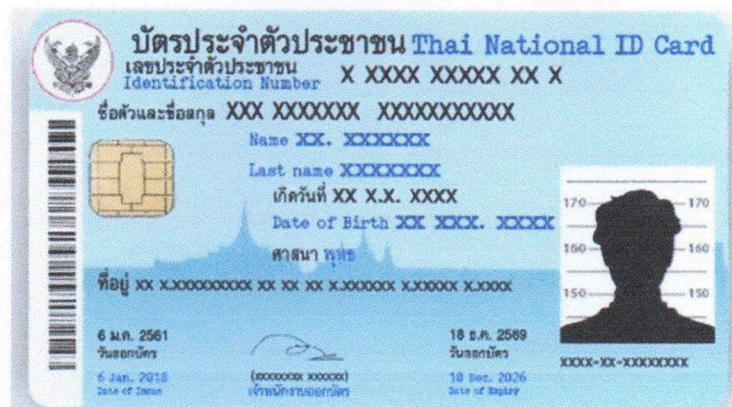 บัตรประจำตัวประชาชน Thai National ID Card
เลขประจำตัวประชาชน
Identification Number X XXXX XXXXX XX X
ชื่อตัวและชื่อสกุล XXX XXXXXXX XXXXXXXXXXX
Name XX. XXXXXX
Last name XXXXXXXX
เกิดวันที่ XX X.X. XXXX
Date of Birth XX XXX. XXXX
ศาสนา พุทธ
ที่อยู่ XX X.XXXXXXXXX XX XX XX X.XXXXXX X.XXXXX X.XXXX
170 170
160 160
150 150
6 ม.ค. 2561
วันออกบัตร
6 Jan. 2018
Date of Issue
(XXXXXXXX XXXXXX)
เจ้าพนักงานออกบัตร
18 ธ.ค. 2569
วันออกบัตร
18 Dec. 2026
Date of Expiry
XXXX-XX-XXXXXXXX